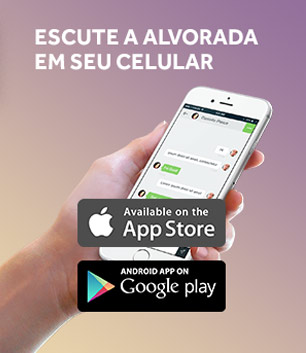 ESCUTE A ALVORADA
EM SEU CELULAR
Available on the
App Store
ANDROID APP ON
Google play